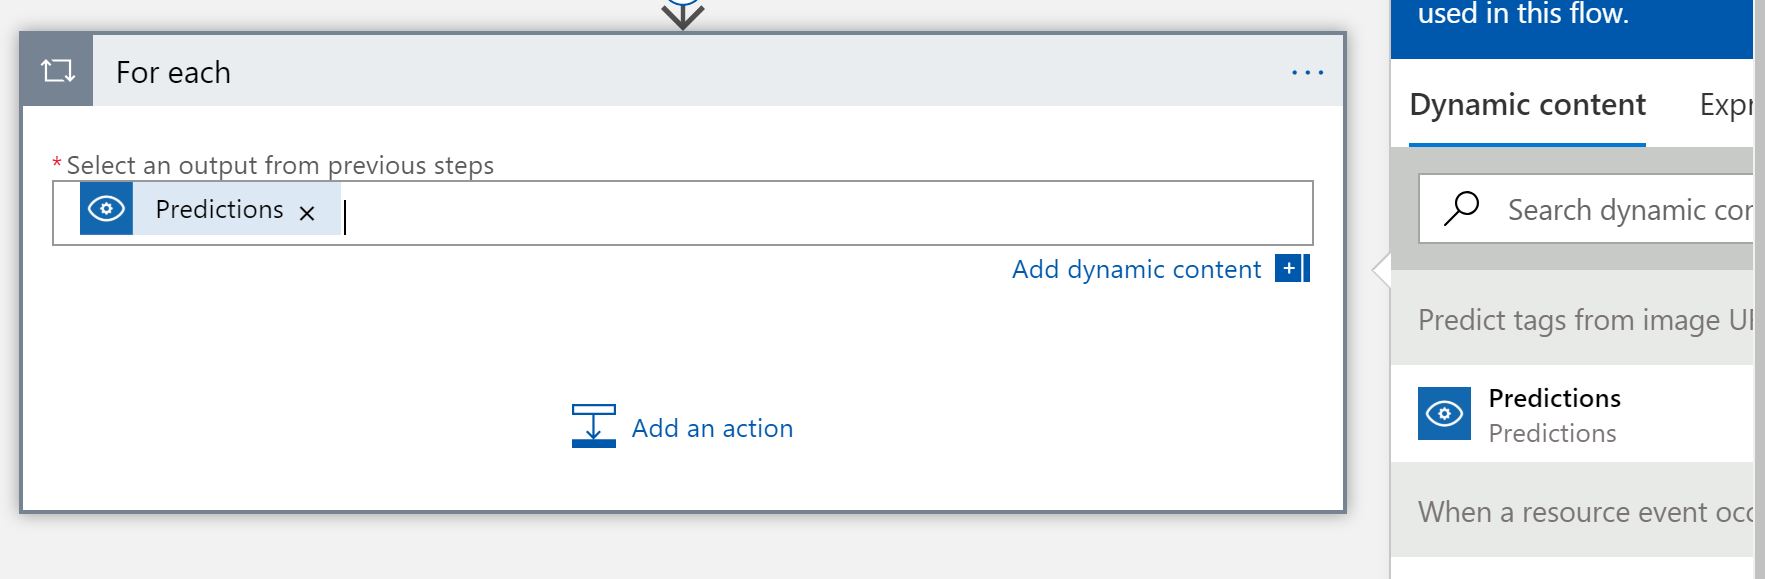 used in this flow.
For each
...
Dynamic content Expr
* Select an output from previous steps
Predictions ×
Search dynamic cor
Add dynamic content
Predict tags from image
Predictions
Predictions
Add an action
When a resource event occ